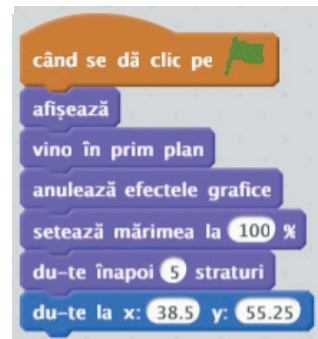 când se dă clic pe
afișează
vino în prim plan
anulează efectele grafice
setează mărimea la 100 %
du-te înapoi 5 straturi
du-te la x: 38.5 y: 55.25